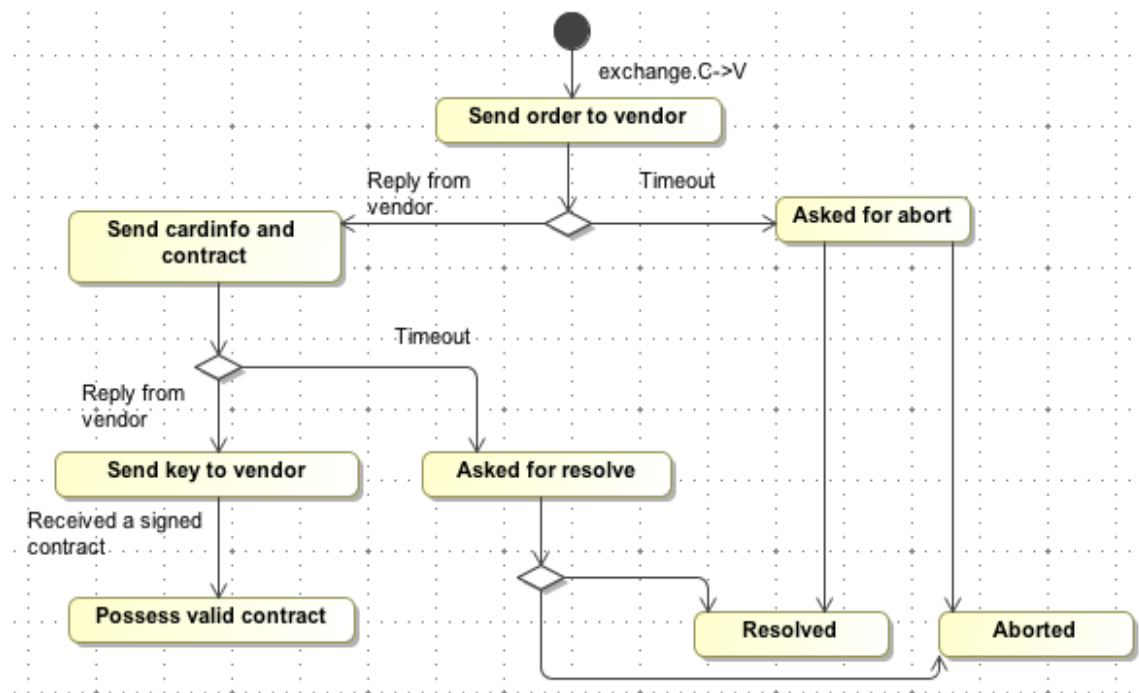 exchange.C->V
Send order to vendor
Reply from
vendor
Timeout
Asked for abort
Send cardinfo and
contract
Timeout
Reply from
vendor
Send key to vendor
Asked for resolve
Received a signed
contract
Possess valid contract
Resolved
Aborted